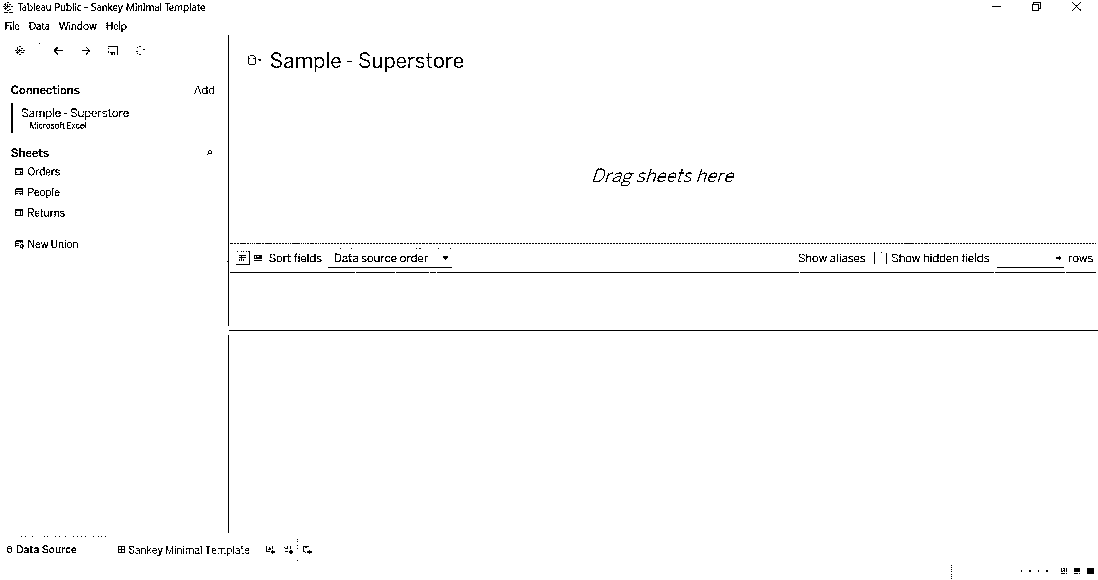 Tableau Public - Sankey Minimal Template
File Data Window Help
Sample - Superstore
Connections Add
Sample - Superstore
Microsoft Excel
Sheets
Orders
People
Returns
New Union
Drag sheets here
Sort fields Data source order Show aliases Show hidden fields rows
Data Source Sankey Minimal Template